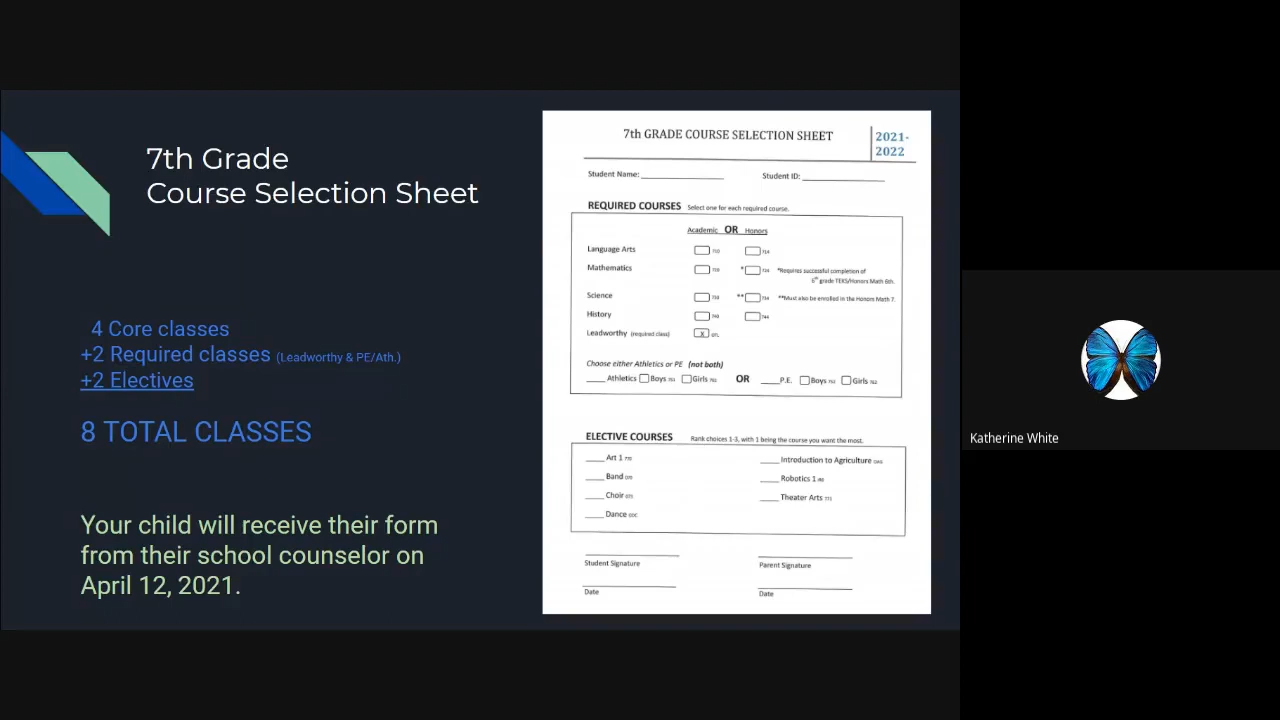 7th Grade
Course Selection Sheet
4 Core classes
+2 Required classes (Leadworthy & PE/Ath.)
+2 Electives
8 TOTAL CLASSES
Your child will receive their form
from their school counselor on
April 12, 2021.
7th GRADE COURSE SELECTION SHEET
2021-
2022
Student Name: Student ID:
REQUIRED COURSES Select one for each required course.
Academic OR Honors
Language Arts
Mathematics * *Requires successful completion of
6th grade TEKS/Honors Math 6th.
Science ** **Must also be enrolled in the Honors Math 7.
History
Leadworthy (required class) X
Choose either Athletics or PE (not both)
Athletics Boys Girls OR P.E. Boys Girls
ELECTIVE COURSES Rank choices 1-3, with 1 being the course you want the most.
Art 1 Introduction to Agriculture
Band Robotics 1
Choir Theater Arts
Dance
Student Signature Parent Signature
Date Date
Katherine White